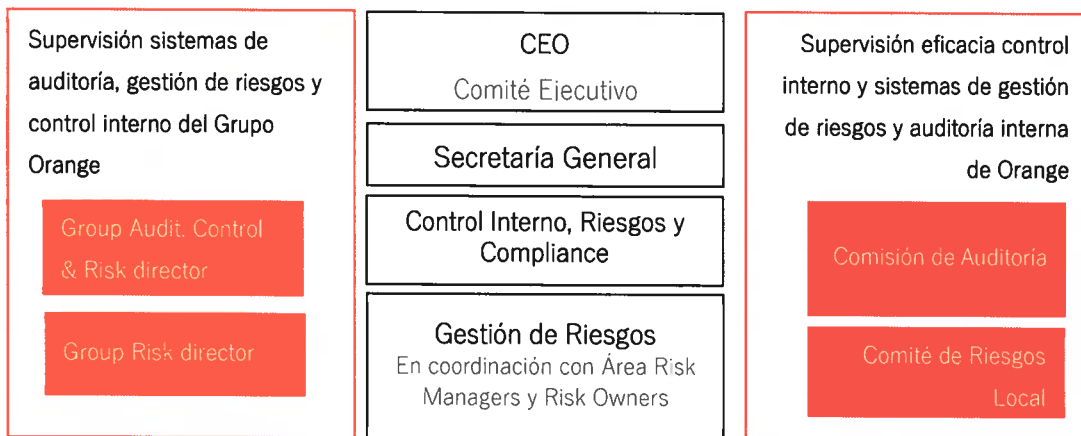 Supervisión sistemas de
auditoría, gestión de riesgos y
control interno del Grupo
Orange
Group Audit. Control
& Risk director
Group Risk director
CEO
Comité Ejecutivo
Secretaría General
Control Interno, Riesgos y
Compliance
Gestión de Riesgos
En coordinación con Área Risk
Managers y Risk Owners
Supervisión eficacia control
interno y sistemas de gestión
de riesgos y auditoría interna
de Orange
Comisión de Auditoría
Comité de Riesgos
Local